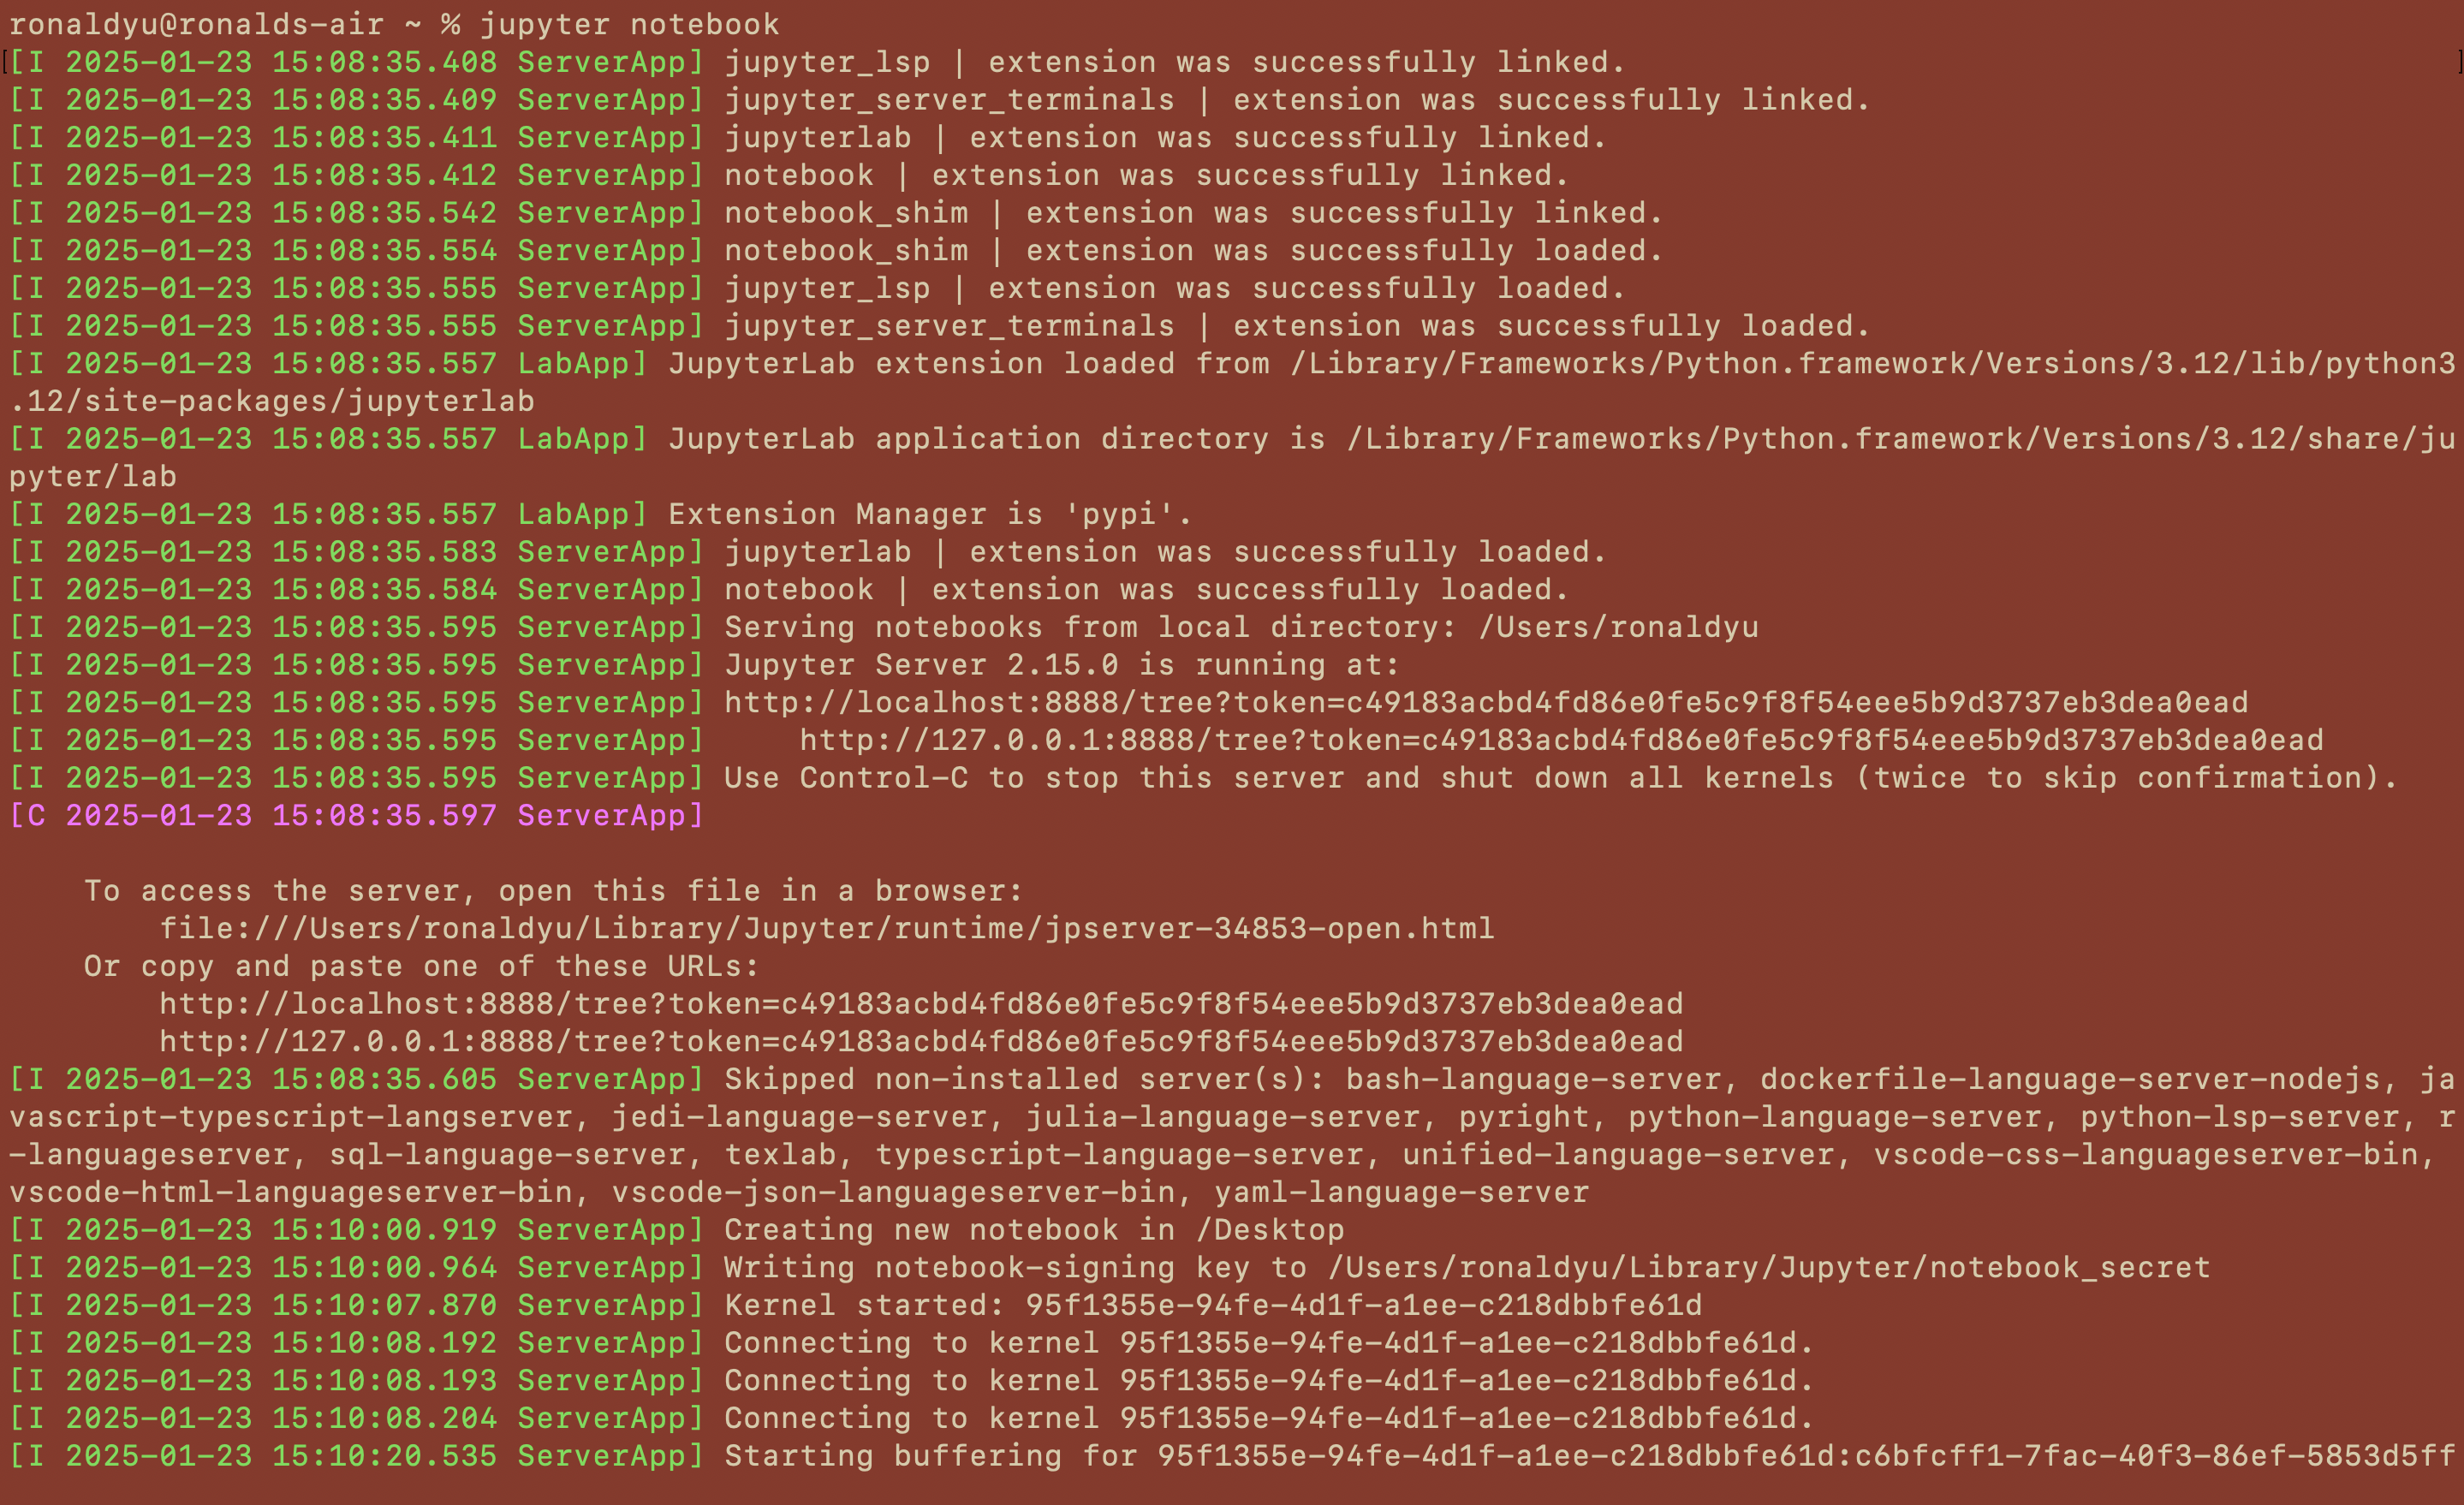 ronaldyu@ronalds-air ~ % jupyter notebook
[I 2025-01-23 15:08:35.408 ServerApp] jupyter_lsp | extension was successfully linked.
[I 2025-01-23 15:08:35.409 ServerApp] jupyter_server_terminals | extension was successfully linked.
[I 2025-01-23 15:08:35.411 ServerApp] jupyterlab | extension was successfully linked.
[I 2025-01-23 15:08:35.412 ServerApp] notebook | extension was successfully linked.
[I 2025-01-23 15:08:35.542 ServerApp] notebook_shim | extension was successfully linked.
[I 2025-01-23 15:08:35.554 ServerApp] notebook_shim | extension was successfully loaded.
[I 2025-01-23 15:08:35.555 ServerApp] jupyter_lsp | extension was successfully loaded.
[I 2025-01-23 15:08:35.555 ServerApp] jupyter_server_terminals | extension was successfully loaded.
[I 2025-01-23 15:08:35.557 LabApp] JupyterLab extension loaded from /Library/Frameworks/Python.framework/Versions/3.12/lib/python3
.12/site-packages/jupyterlab
[I 2025-01-23 15:08:35.557 LabApp] JupyterLab application directory is /Library/Frameworks/Python.framework/Versions/3.12/share/ju
pyter/lab
[I 2025-01-23 15:08:35.557 LabApp] Extension Manager is 'pypi'.
[I 2025-01-23 15:08:35.583 ServerApp] jupyterlab | extension was successfully loaded.
[I 2025-01-23 15:08:35.584 ServerApp] notebook | extension was successfully loaded.
[I 2025-01-23 15:08:35.595 ServerApp] Serving notebooks from local directory: /Users/ronaldyu
[I 2025-01-23 15:08:35.595 ServerApp] Jupyter Server 2.15.0 is running at:
[I 2025-01-23 15:08:35.595 ServerApp] http://localhost:8888/tree?token=c49183acbd4fd86e0fe5c9f8f54eee5b9d3737eb3dea0ead
[I 2025-01-23 15:08:35.595 ServerApp]     http://127.0.0.1:8888/tree?token=c49183acbd4fd86e0fe5c9f8f54eee5b9d3737eb3dea0ead
[I 2025-01-23 15:08:35.595 ServerApp] Use Control-C to stop this server and shut down all kernels (twice to skip confirmation).
[C 2025-01-23 15:08:35.597 ServerApp]
To access the server, open this file in a browser:
file:///Users/ronaldyu/Library/Jupyter/runtime/jpserver-34853-open.html
Or copy and paste one of these URLs:
http://localhost:8888/tree?token=c49183acbd4fd86e0fe5c9f8f54eee5b9d3737eb3dea0ead
http://127.0.0.1:8888/tree?token=c49183acbd4fd86e0fe5c9f8f54eee5b9d3737eb3dea0ead
[I 2025-01-23 15:08:35.605 ServerApp] Skipped non-installed server(s): bash-language-server, dockerfile-language-server-nodejs, ja
vascript-typescript-langserver, jedi-language-server, julia-language-server, pyright, python-language-server, python-lsp-server, r
-languageserver, sql-language-server, texlab, typescript-language-server, unified-language-server, vscode-css-languageserver-bin,
vscode-html-languageserver-bin, vscode-json-languageserver-bin, yaml-language-server
[I 2025-01-23 15:10:00.919 ServerApp] Creating new notebook in /Desktop
[I 2025-01-23 15:10:00.964 ServerApp] Writing notebook-signing key to /Users/ronaldyu/Library/Jupyter/notebook_secret
[I 2025-01-23 15:10:07.870 ServerApp] Kernel started: 95f1355e-94fe-4d1f-a1ee-c218dbbfe61d
[I 2025-01-23 15:10:08.192 ServerApp] Connecting to kernel 95f1355e-94fe-4d1f-a1ee-c218dbbfe61d.
[I 2025-01-23 15:10:08.193 ServerApp] Connecting to kernel 95f1355e-94fe-4d1f-a1ee-c218dbbfe61d.
[I 2025-01-23 15:10:08.204 ServerApp] Connecting to kernel 95f1355e-94fe-4d1f-a1ee-c218dbbfe61d.
[I 2025-01-23 15:10:20.535 ServerApp] Starting buffering for 95f1355e-94fe-4d1f-a1ee-c218dbbfe61d:c6bfcff1-7fac-40f3-86ef-5853d5ff